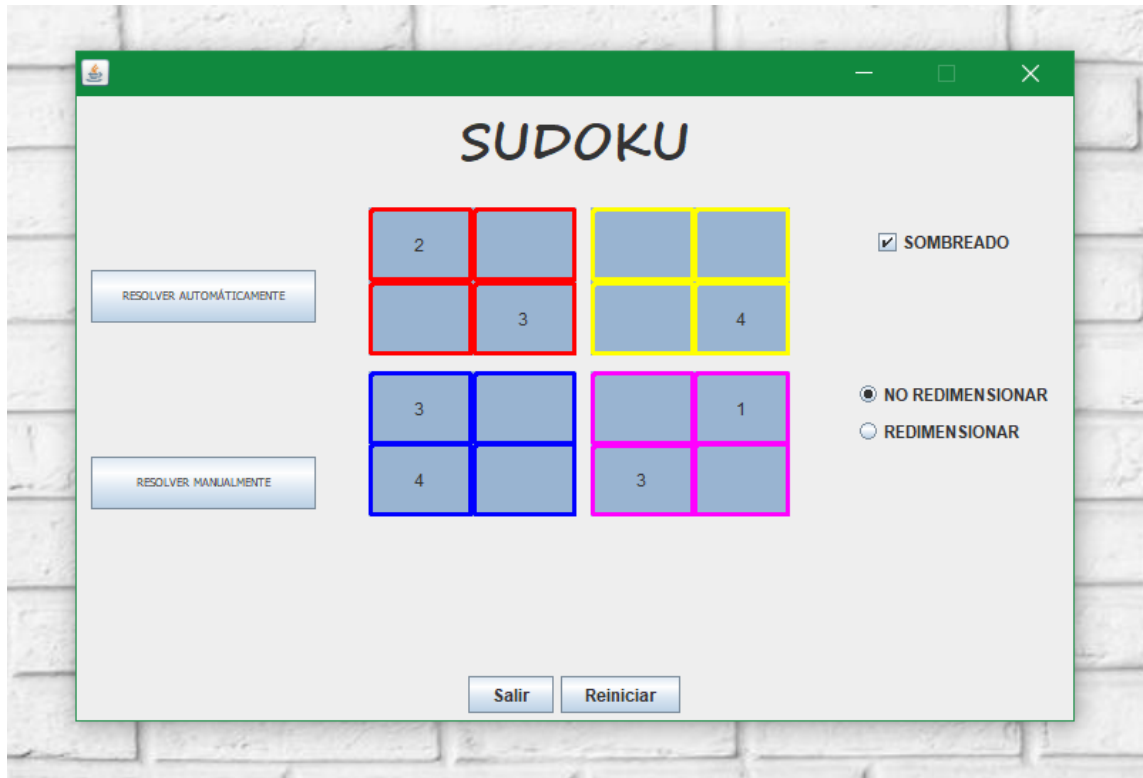 SUDOKU
2
SOMBREADO
RESOLVER AUTOMÁTICAMENTE
3 4
3 1
NO REDIMENSIONAR
REDIMENSIONAR
RESOLVER MANUALMENTE
4 3
Salir Reiniciar